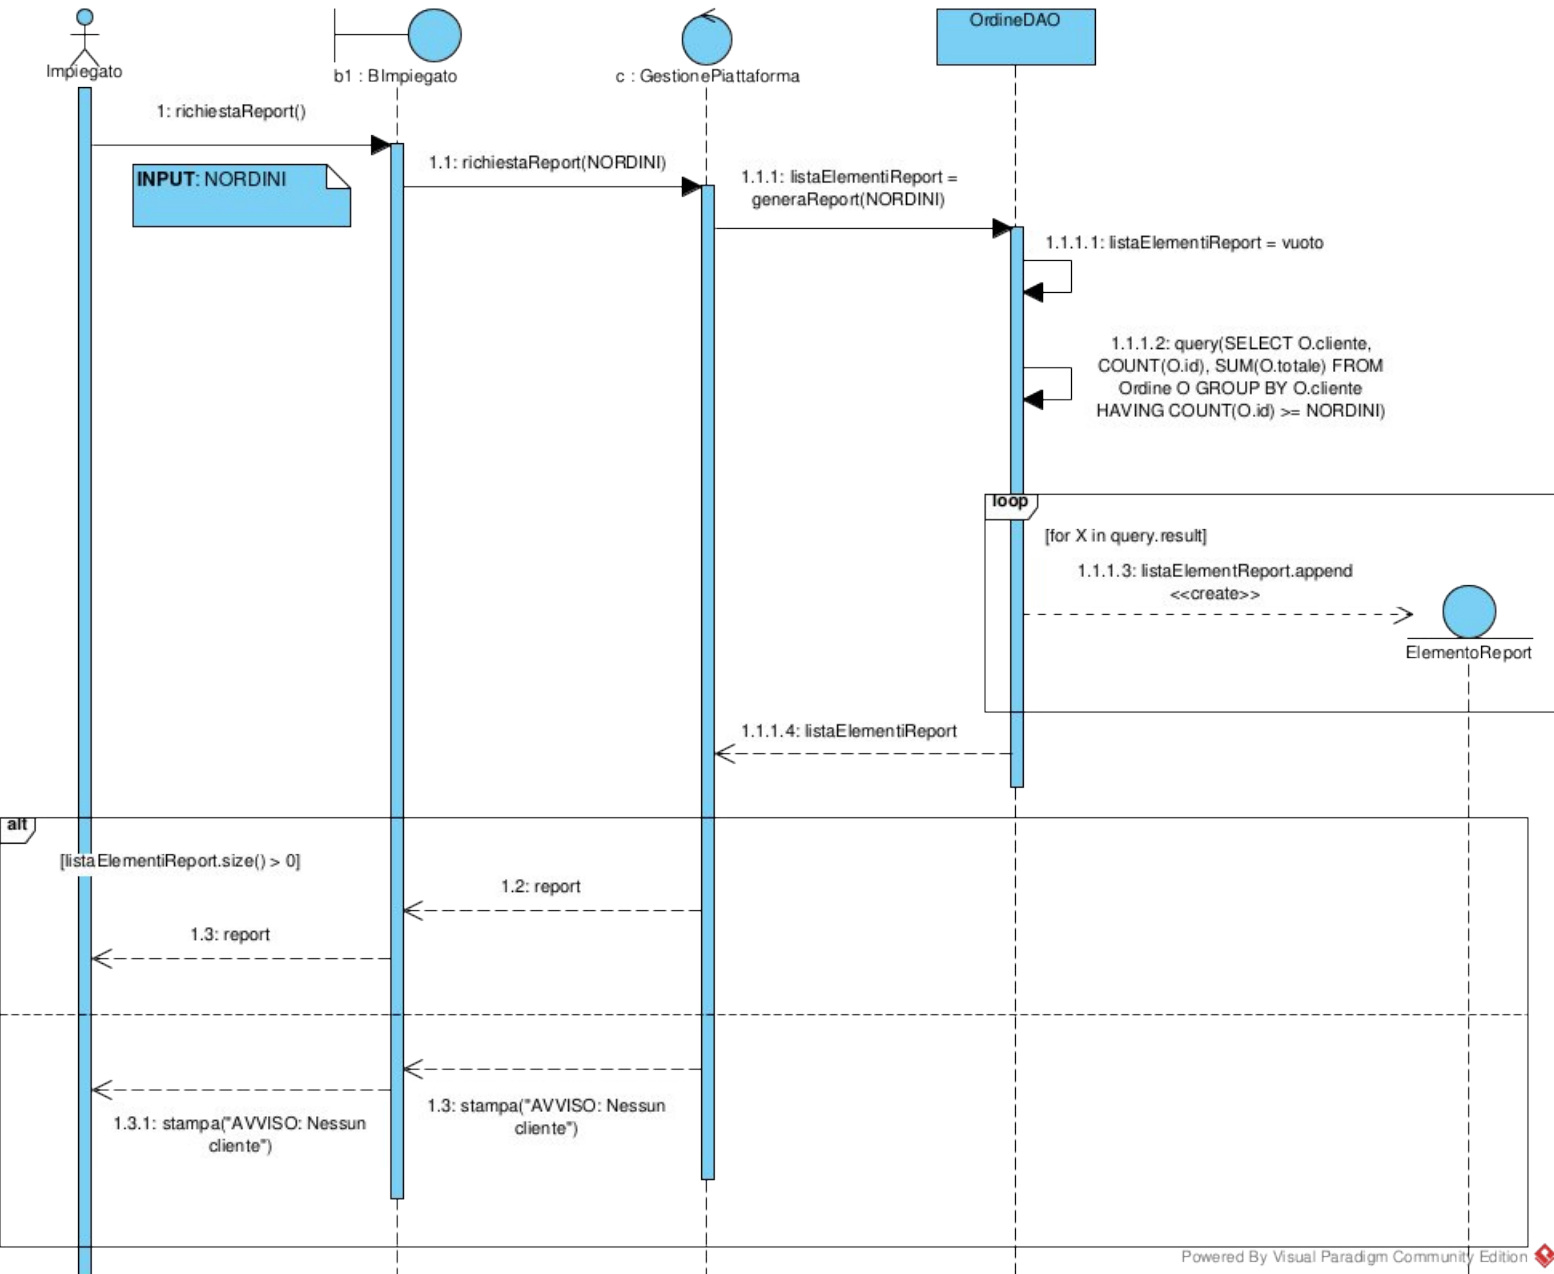 OrdineDAO
Impiegato
b1 : BImpiegato
c : GestionePiattaforma
1: richiestaReport()
INPUT: NORDINI
1.1: richiestaReport(NORDINI)
1.1.1: listaElementiReport =
generaReport(NORDINI)
1.1.1.1: listaElementiReport = vuoto
1.1.1.2: query(SELECT O.cliente,
COUNT(O.id), SUM(O.totale) FROM
Ordine O GROUP BY O.cliente
HAVING COUNT(O.id) >= NORDINI)
loop
[for X in query.result]
1.1.1.3: listaElementReport.append
<<create>>
ElementoReport
1.1.1.4: listaElementiReport
alt
[listaElementiReport.size() > 0]
1.2: report
1.3: report
1.3: stampa("AVVISO: Nessun
cliente")
1.3.1: stampa("AVVISO: Nessun
cliente")
Powered By Visual Paradigm Community Edition